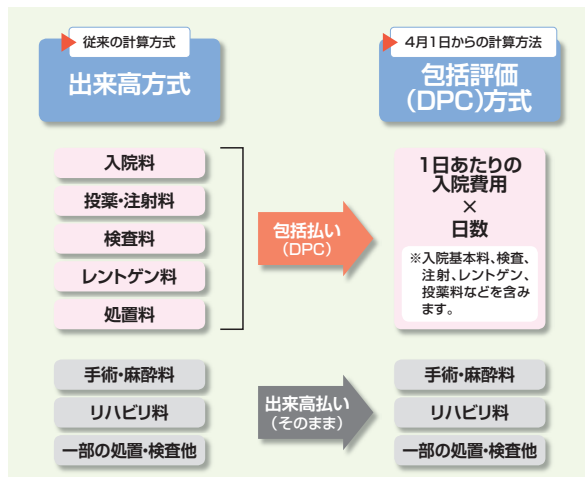 従来の計算方式
出来高方式
4月1日からの計算方法
包括評価
(DPC)方式
入院料
投薬・注射料
検査料
レントゲン料
処置料
包括払い
(DPC)
1日あたりの
入院費用
×
日数
※入院基本料、検査、
注射、レントゲン、
投薬料などを含み
ます。
手術・麻酔料
リハビリ料
一部の処置・検査他
出来高払い
(そのまま)
手術・麻酔料
リハビリ料
一部の処置・検査他